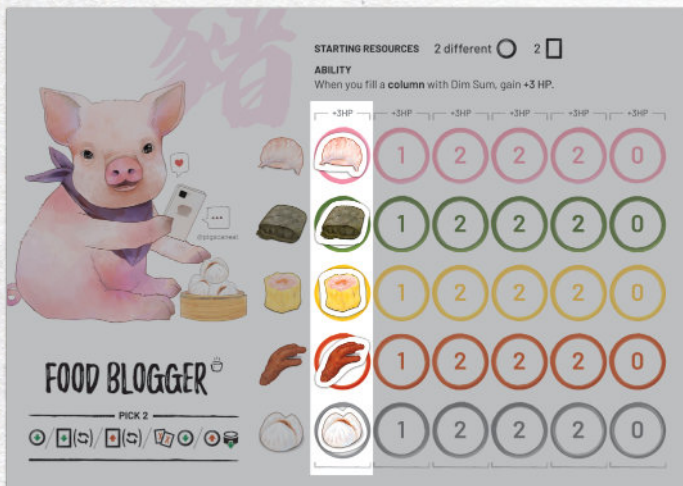 豬
STARTING RESOURCES 2 different 2
ABILITY
When you fill a column with Dim Sum, gain +3 HP.
+3HP +3HP +3HP +3HP +3HP +3HP
1 2 2 2 0
1 2 2 2 0
@pigscaneat
1 2 2 2 0
1 2 2 2 0
FOOD BLOGGER
PICK 2
1 2 2 2 0